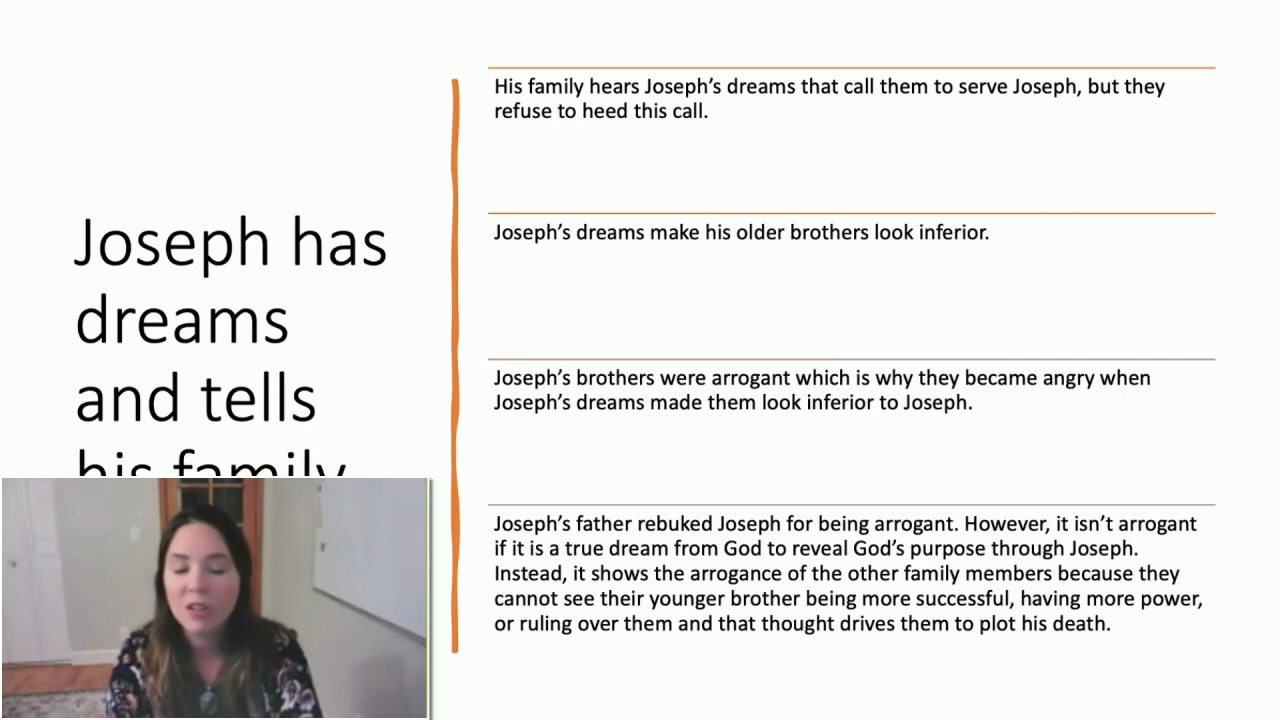 Joseph has
dreams
and tells
his family
His family hears Joseph’s dreams that call them to serve Joseph, but they
refuse to heed this call.
Joseph’s dreams make his older brothers look inferior.
Joseph’s brothers were arrogant which is why they became angry when
Joseph’s dreams made them look inferior to Joseph.
Joseph’s father rebuked Joseph for being arrogant. However, it isn’t arrogant
if it is a true dream from God to reveal God’s purpose through Joseph.
Instead, it shows the arrogance of the other family members because they
cannot see their younger brother being more successful, having more power,
or ruling over them and that thought drives them to plot his death.